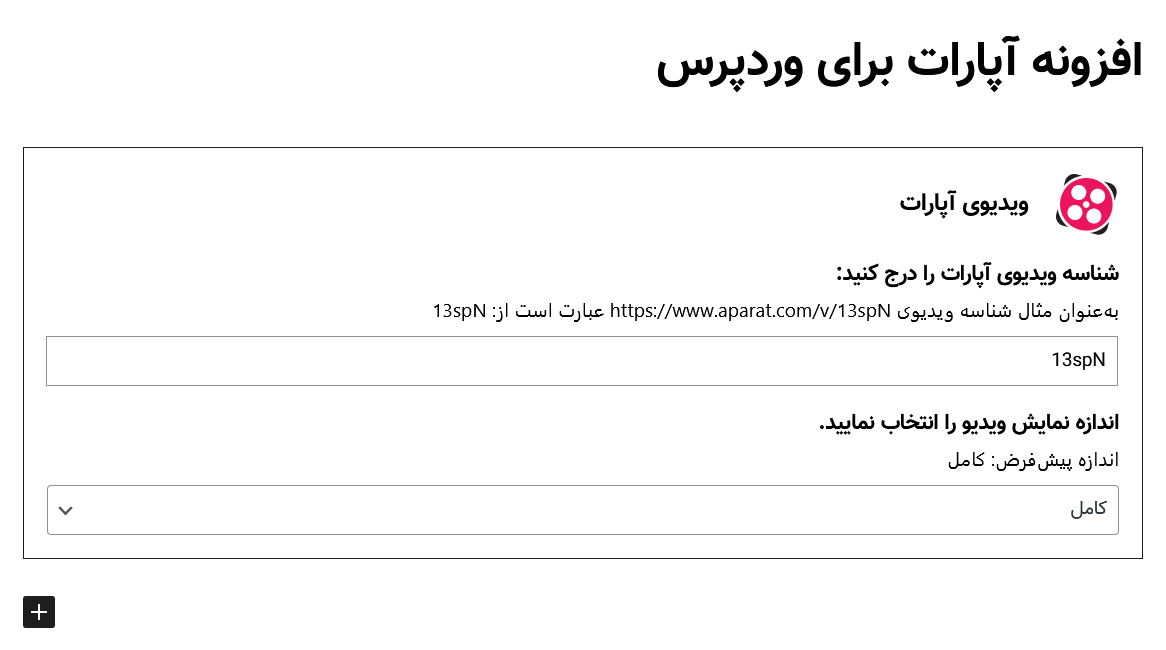 افزونه آپارات برای وردپرس
ویدیوی آپارات
شناسه ویدیوی آپارات را درج کنید:
به‌عنوان مثال شناسه ویدیوی https://www.aparat.com/v/13spN عبارت است از: 13spN
13spN
اندازه نمایش ویدیو را انتخاب نمایید.
اندازه پیش‌فرض: کامل
کامل